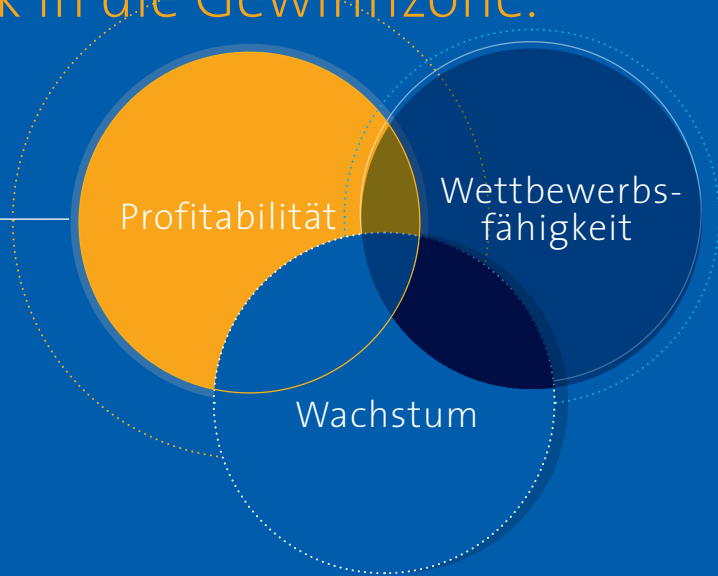 k in die Gewinnzone.
Profitabilität
Wettbewerbs-
fähigkeit
Wachstum